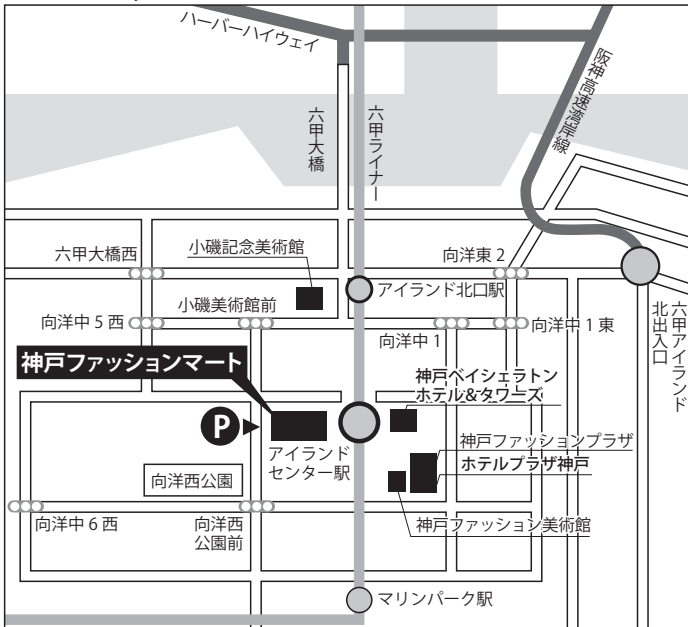 ハーバーハイウェイ
阪神高速湾岸線
六甲大橋
六甲ライナー
六甲大橋西
小磯記念美術館
向洋東2
アイランド北口駅
小磯美術館前
向洋中5西
向洋中1
向洋中1東
六甲アイランド
北出入口
神戸ファッションマート
神戸ベイシェラトン
ホテル&タワーズ
P
アイランド
センター駅
神戸ファッションプラザ
ホテルプラザ神戸
向洋西公園
向洋中6西
向洋西
公園前
神戸ファッション美術館
マリンパーク駅